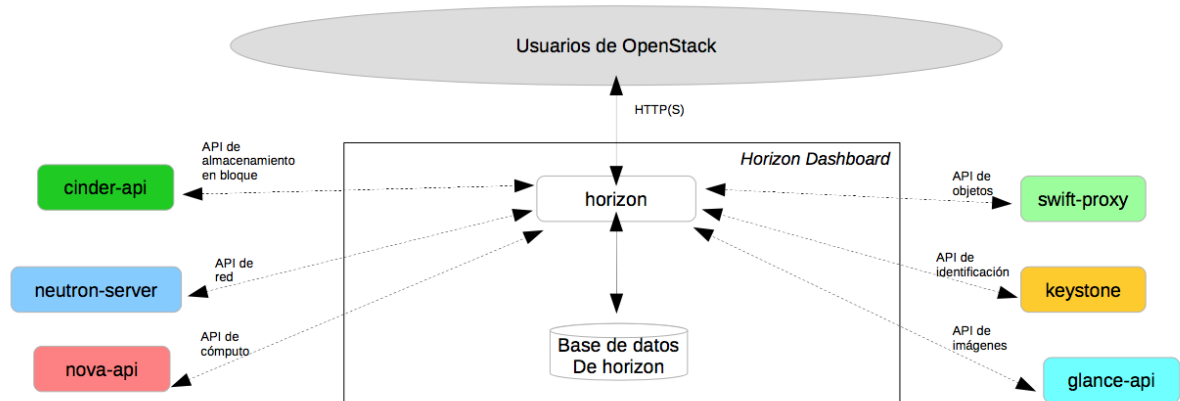 Usuarios de OpenStack
HTTP(S)
Horizon Dashboard
API de
almacenamiento
en bloque
cinder-api
horizon
API de
objetos
swift-proxy
API de
red
neutron-server
API de
identificación
keystone
API de
cómputo
nova-api
Base de datos
De horizon
API de
imágenes
glance-api